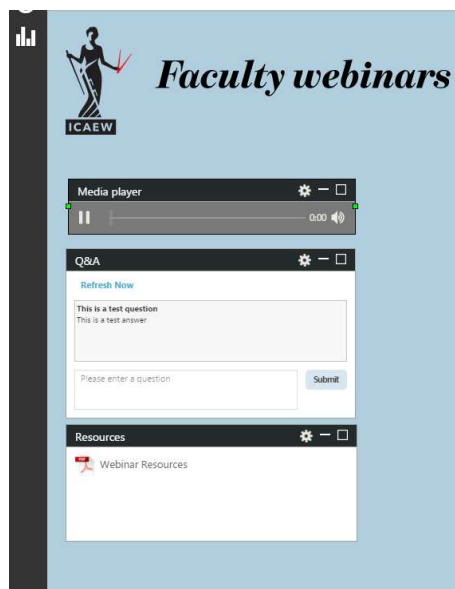 Faculty webinars
ICAEW
Media player
0:00
Q&A
Refresh Now
This is a test question
This is a test answer
Please enter a question
Submit
Resources
Webinar Resources